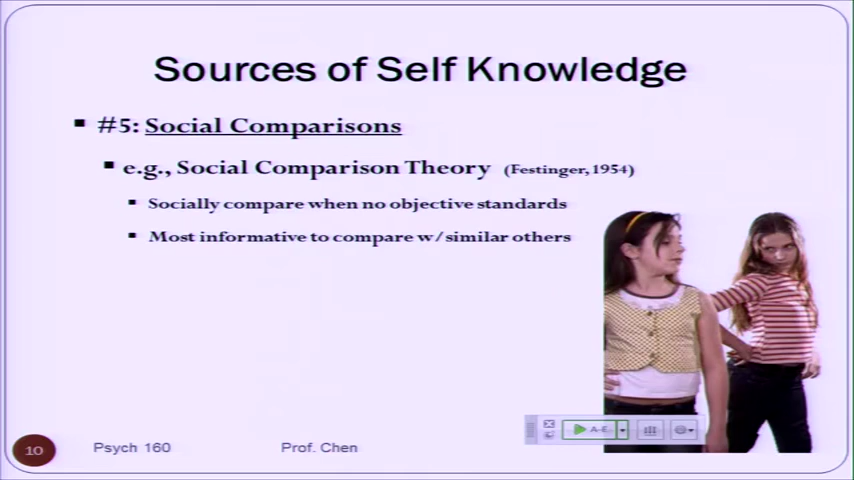 Sources of Self Knowledge
#5: Social Comparisons
e.g., Social Comparison Theory (Festinger, 1954)
Socially compare when no objective standards
Most informative to compare w/similar others
A-E
10 Psych 160 Prof. Chen